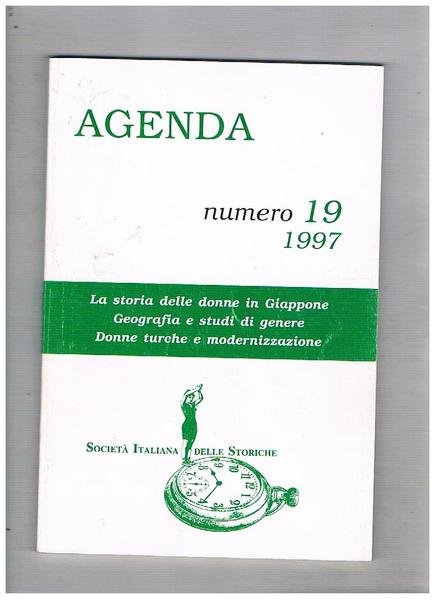 AGENDA
numero 19
1997
La storia delle donne in Giappone
Geografia e studi di genere
Donne turche e modernizzazione
SOCIETÀ ITALIANA DELLE STORICHE